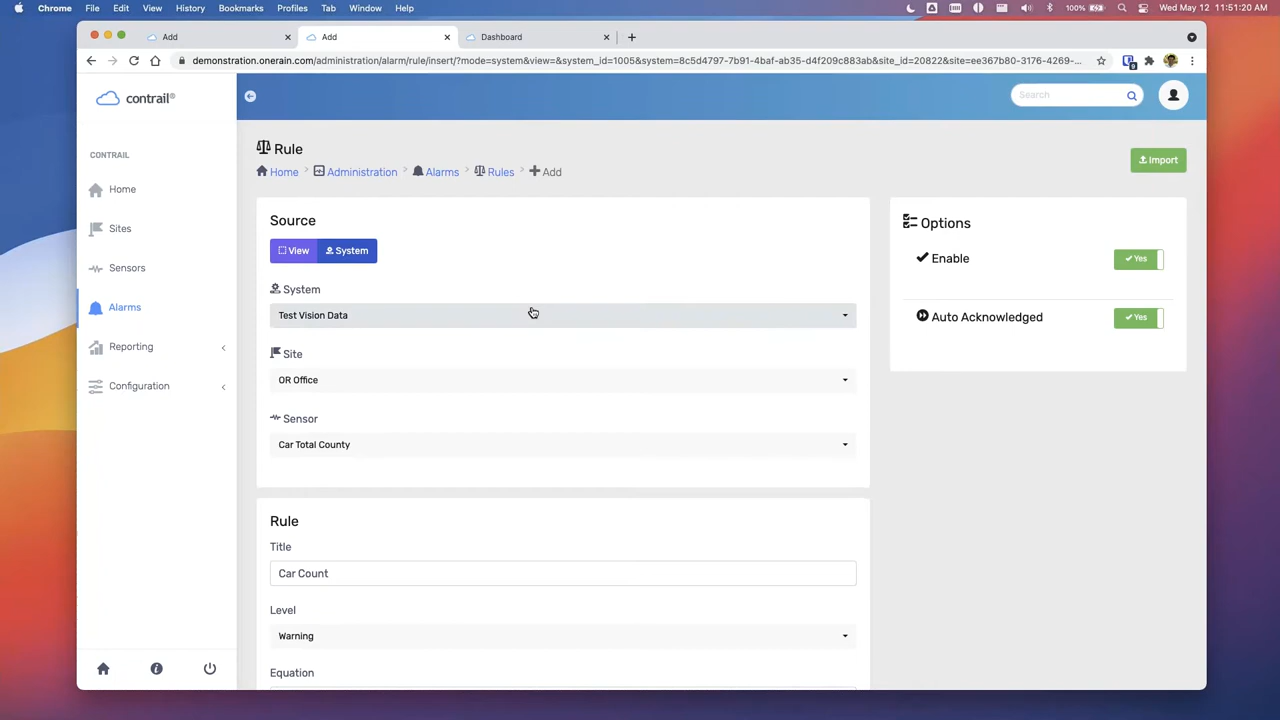 Chrome File Edit View History Bookmarks Profiles Tab Window Help 100% Wed May 12 11:51:20 AM
Add Add Dashboard
demonstration.onerain.com/administration/alarm/rule/insert/?mode=system&view=&system_id=1005&system=8c5d4797-7b91-4baf-ab35-d4f209c883ab&site_id=20822&site=ee367b80-3176-4269-...
contrail®
Search
CONTRAIL
Home
Sites
Sensors
Alarms
Reporting
Configuration
Rule
Home > Administration > Alarms > Rules > Add
Import
Source
View System
System
Test Vision Data
Site
OR Office
Sensor
Car Total County
Options
Enable Yes
Auto Acknowledged Yes
Rule
Title
Car Count
Level
Warning
Equation